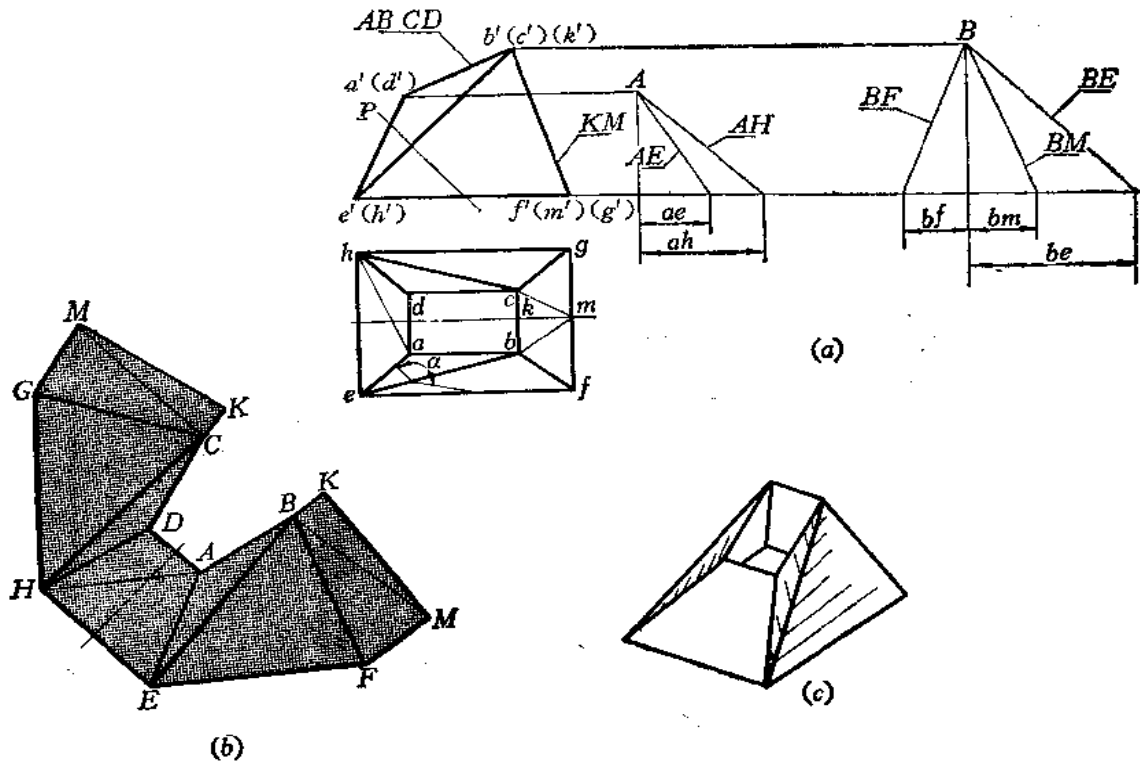 AB CD
b′(c′)(k′)
B
a′(d′)
A
P
KM
AH
AE
BF
BE
BM
e′(h′)
f′(m′)(g′)
ae
ah
bf
bm
be
h
g
d
c
k
m
a
b
α
e
f
(a)
M
G
K
C
D
K
B
A
H
M
E
F
(b)
(c)